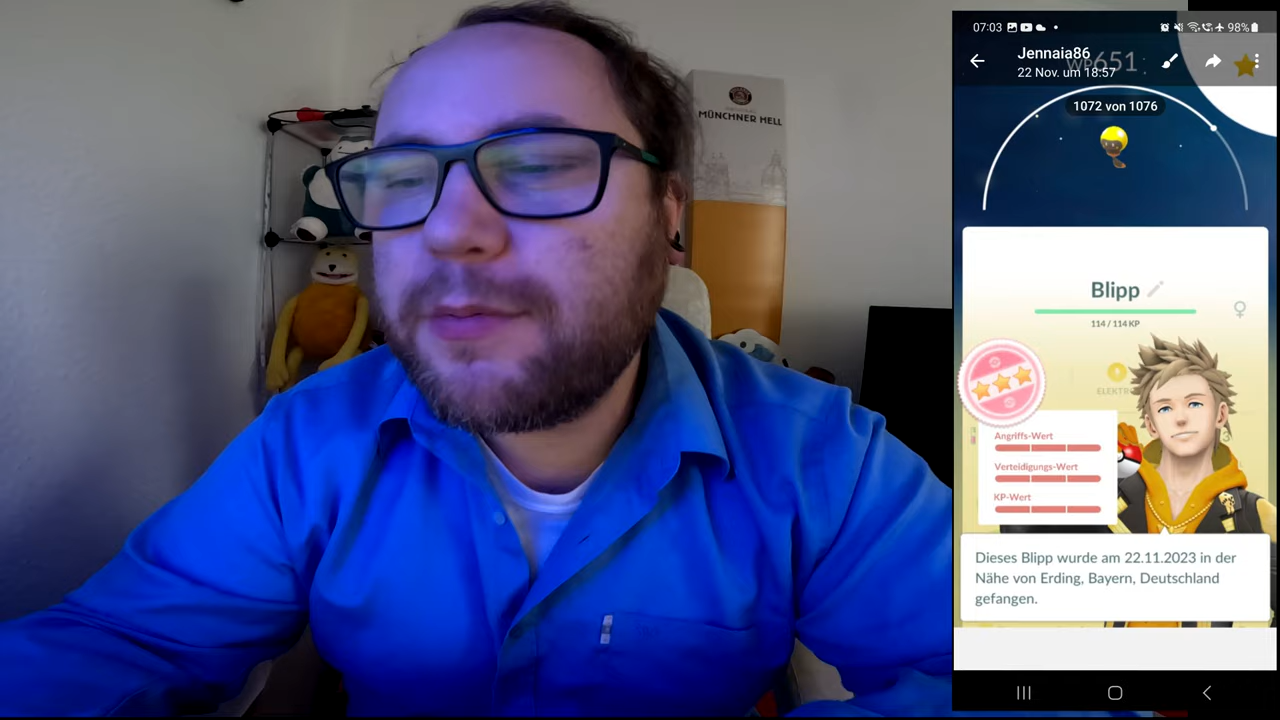 MÜNCHNER HELL
07:03
98%
Jennaia86
22 Nov. um 18:57
WP651
1072 von 1076
Blipp
114 / 114 KP
ELEKTR
Angriffs-Wert
Verteidigungs-Wert
KP-Wert
Dieses Blipp wurde am 22.11.2023 in der
Nähe von Erding, Bayern, Deutschland
gefangen.